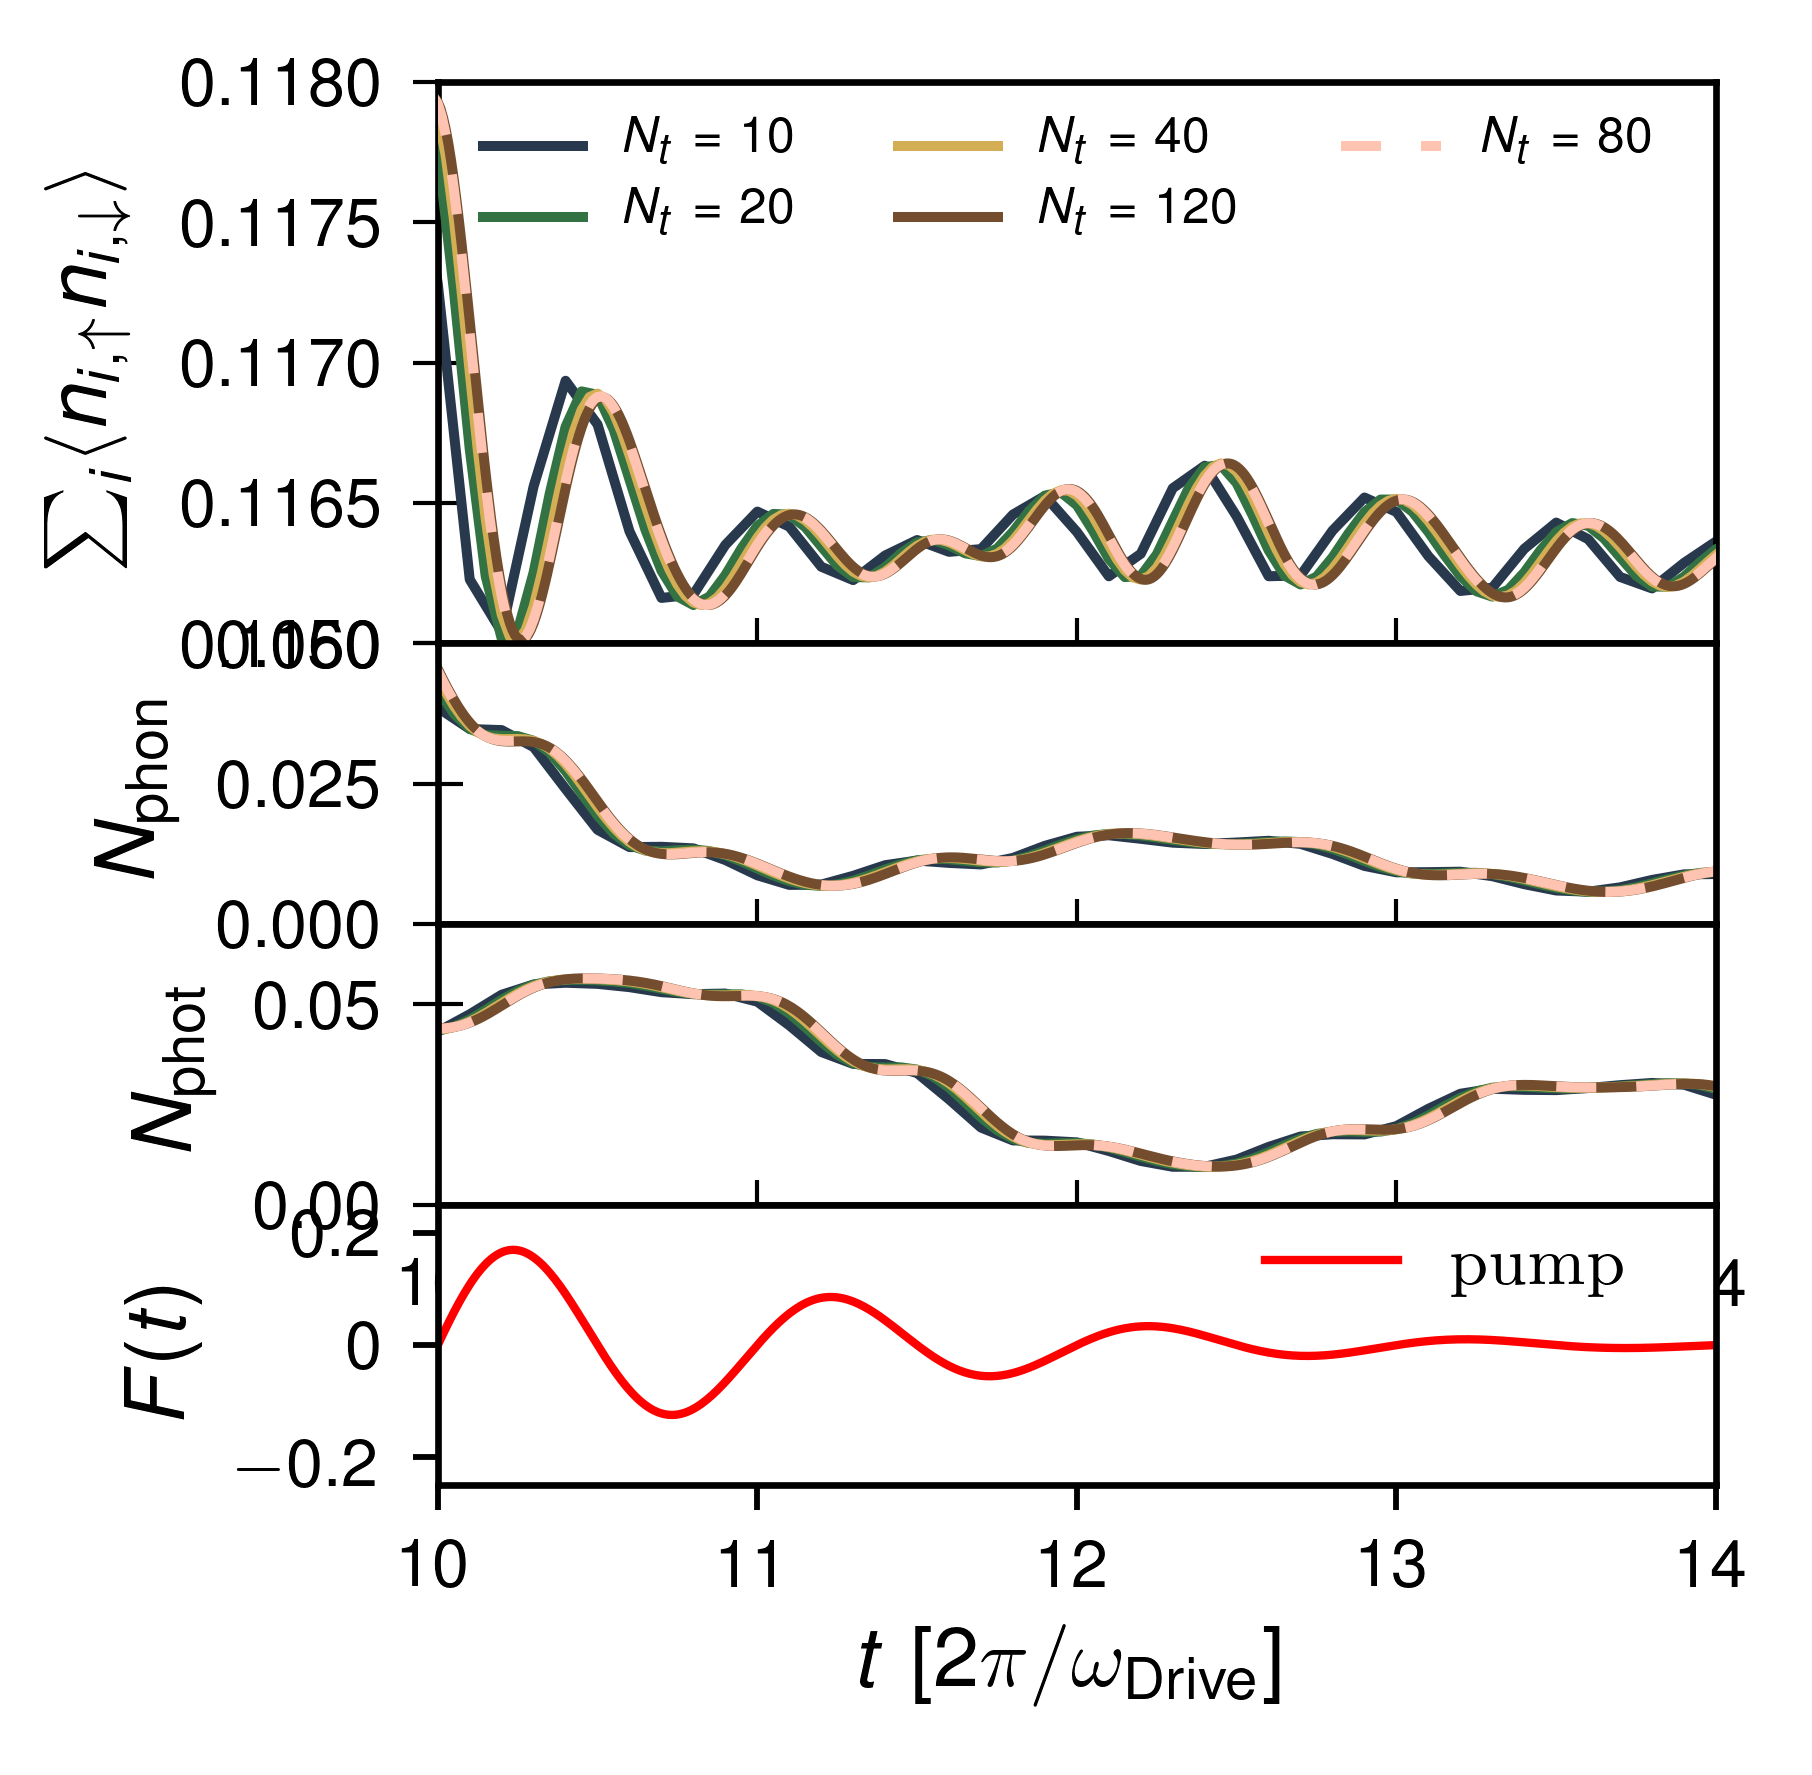 0.1180
N_t = 10
N_t = 40
N_t = 80
N_t = 20
N_t = 120
0.1175
0.1170
0.1165
∑_i⟨n_{i,↑}n_{i,↓}⟩
0.025
0.000
N_phon
0.05
0.00
N_phot
0.2
0
−0.2
F(t)
pump
10
11
12
13
14
t [2π/ω_Drive]